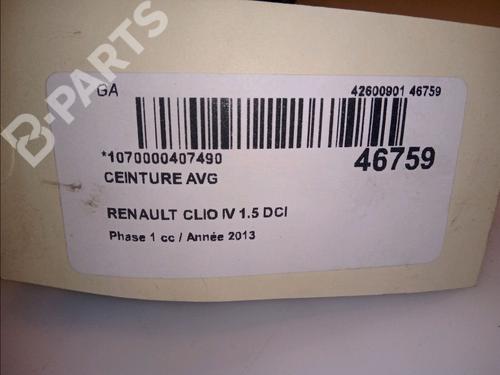 B-PARTS
GA 42600901 46759
*1070000407490 46759
CEINTURE AVG
RENAULT CLIO IV 1.5 DCI
Phase 1 cc / Année 2013